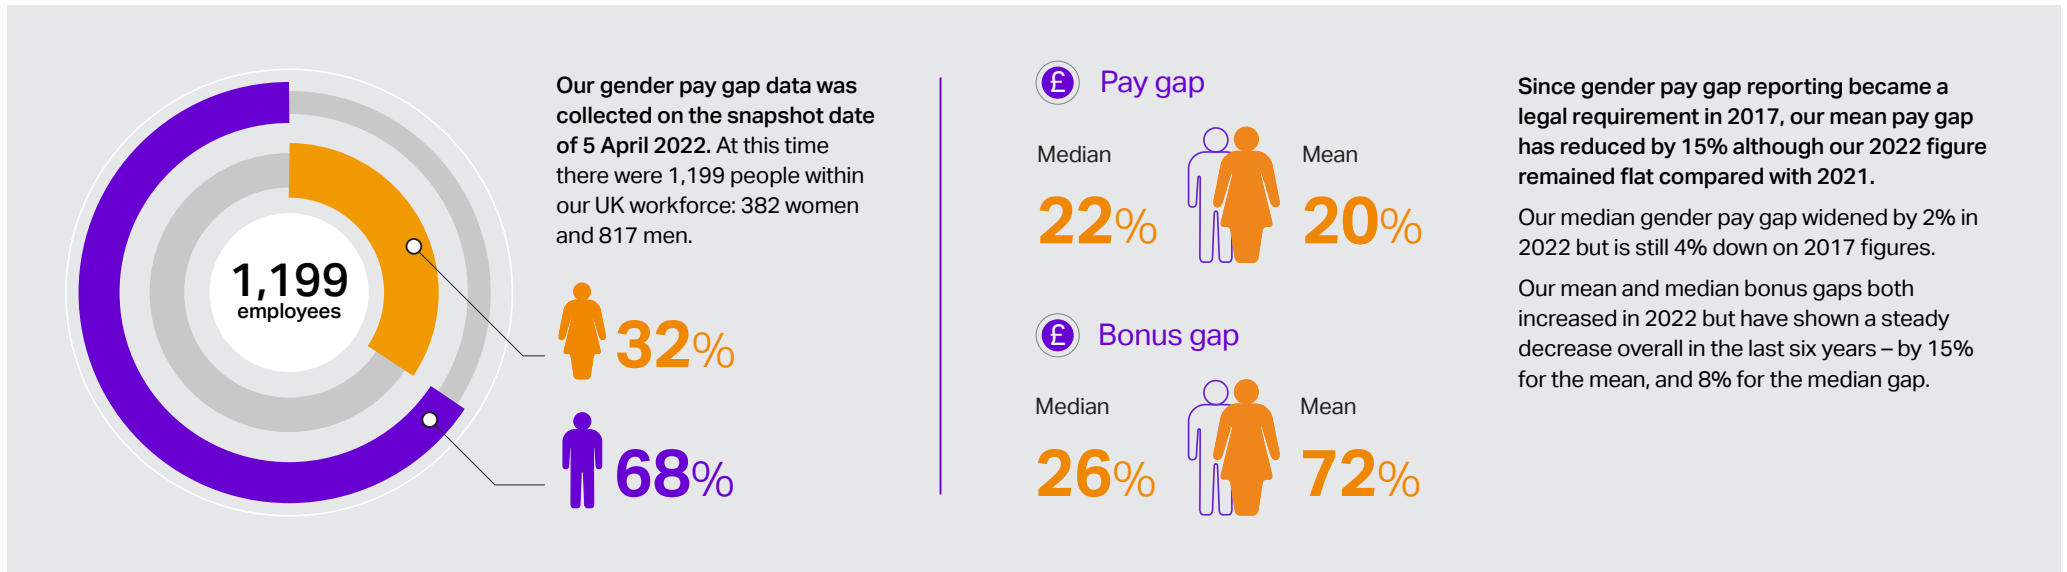 1,199
employees
Our gender pay gap data was
collected on the snapshot date
of 5 April 2022. At this time
there were 1,199 people within
our UK workforce: 382 women
and 817 men.
32%
68%
£ Pay gap
Median
22%
Mean
20%
£ Bonus gap
Median
26%
Mean
72%
Since gender pay gap reporting became a
legal requirement in 2017, our mean pay gap
has reduced by 15% although our 2022 figure
remained flat compared with 2021.
Our median gender pay gap widened by 2% in
2022 but is still 4% down on 2017 figures.
Our mean and median bonus gaps both
increased in 2022 but have shown a steady
decrease overall in the last six years – by 15%
for the mean, and 8% for the median gap.